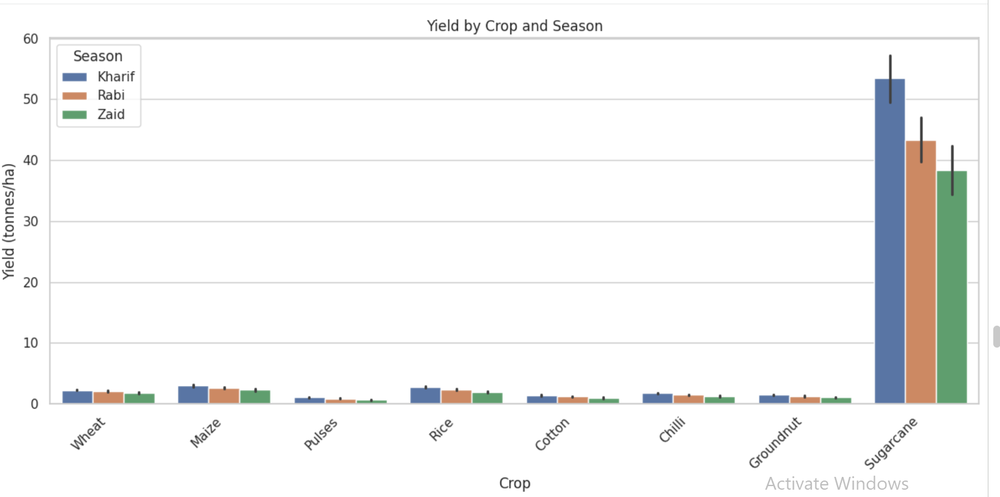 Yield by Crop and Season
Season
Kharif
Rabi
Zaid
Yield (tonnes/ha)
60
50
40
30
20
10
0
Wheat
Maize
Pulses
Rice
Cotton
Chilli
Groundnut
Sugarcane
Crop
Activate Windows